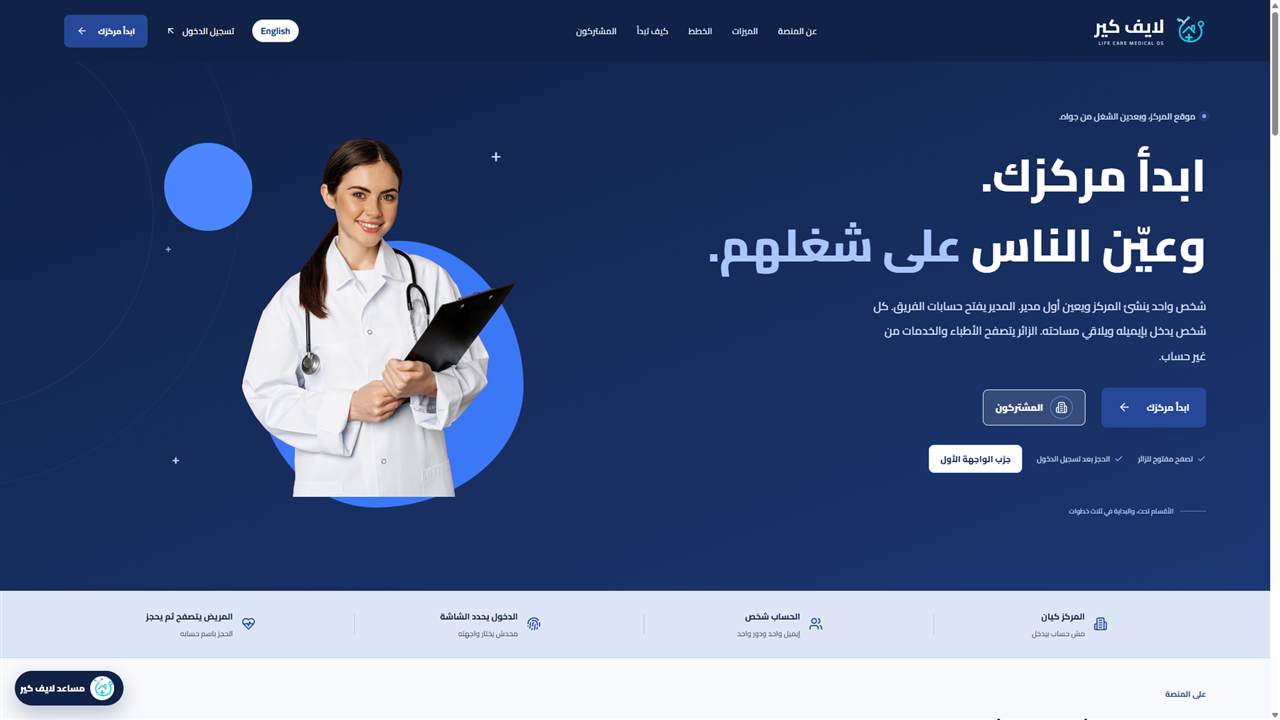 لايف كير
LIFE CARE MEDICAL OS
عن المنصة
الميزات
الخطط
كيف تبدأ
المشتركون
English
تسجيل الدخول
ابدأ مركزك
موقع المركز، وبعدين الشغل من جواه.
ابدأ مركزك.
وعيّن الناس على شغلهم.
شخص واحد ينشئ المركز ويعين أول مدير. المدير يفتح حسابات الفريق. كل
شخص يدخل بإيميله ويلاقي مساحته. الزائر يتصفح الأطباء والخدمات من
غير حساب.
ابدأ مركزك
المشتركون
تصفح مفتوح للزائر
الحجز بعد تسجيل الدخول
جرّب الواجهة الأول
الأقسام تحت، والبداية في ثلاث خطوات
المركز كيان
مش حساب بيدخل
الحساب شخص
إيميل واحد ودور واحد
الدخول يحدد الشاشة
محدش يختار واجهته
المريض يتصفح ثم يحجز
الحجز باسم حسابه
على المنصة
مساعد لايف كير